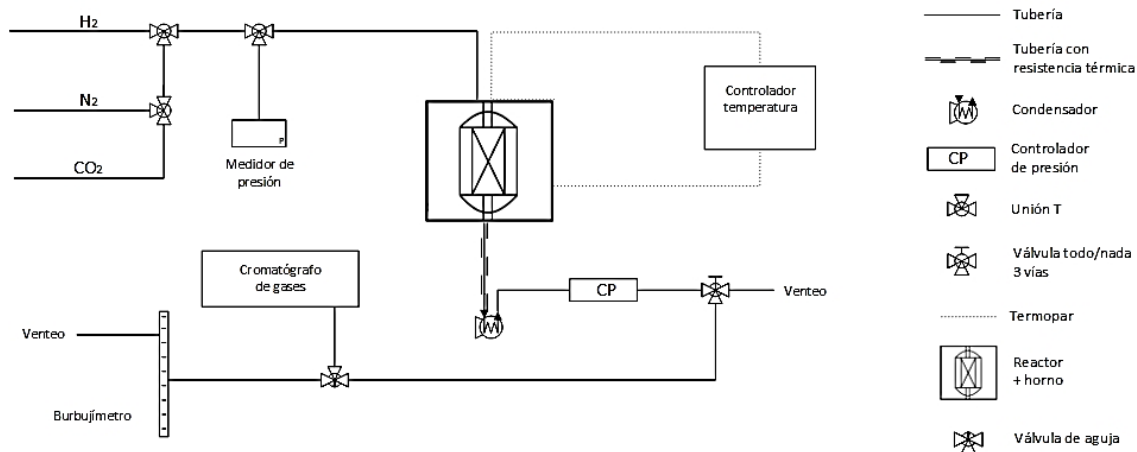 H₂
N₂
CO₂
P
Medidor de
presión
Controlador
temperatura
Cromatógrafo
de gases
CP
Venteo
Venteo
Burbujímetro
Tubería
Tubería con
resistencia térmica
Condensador
CP
Controlador
de presión
Unión T
Válvula todo/nada
3 vías
Termopar
Reactor
+ horno
Válvula de aguja